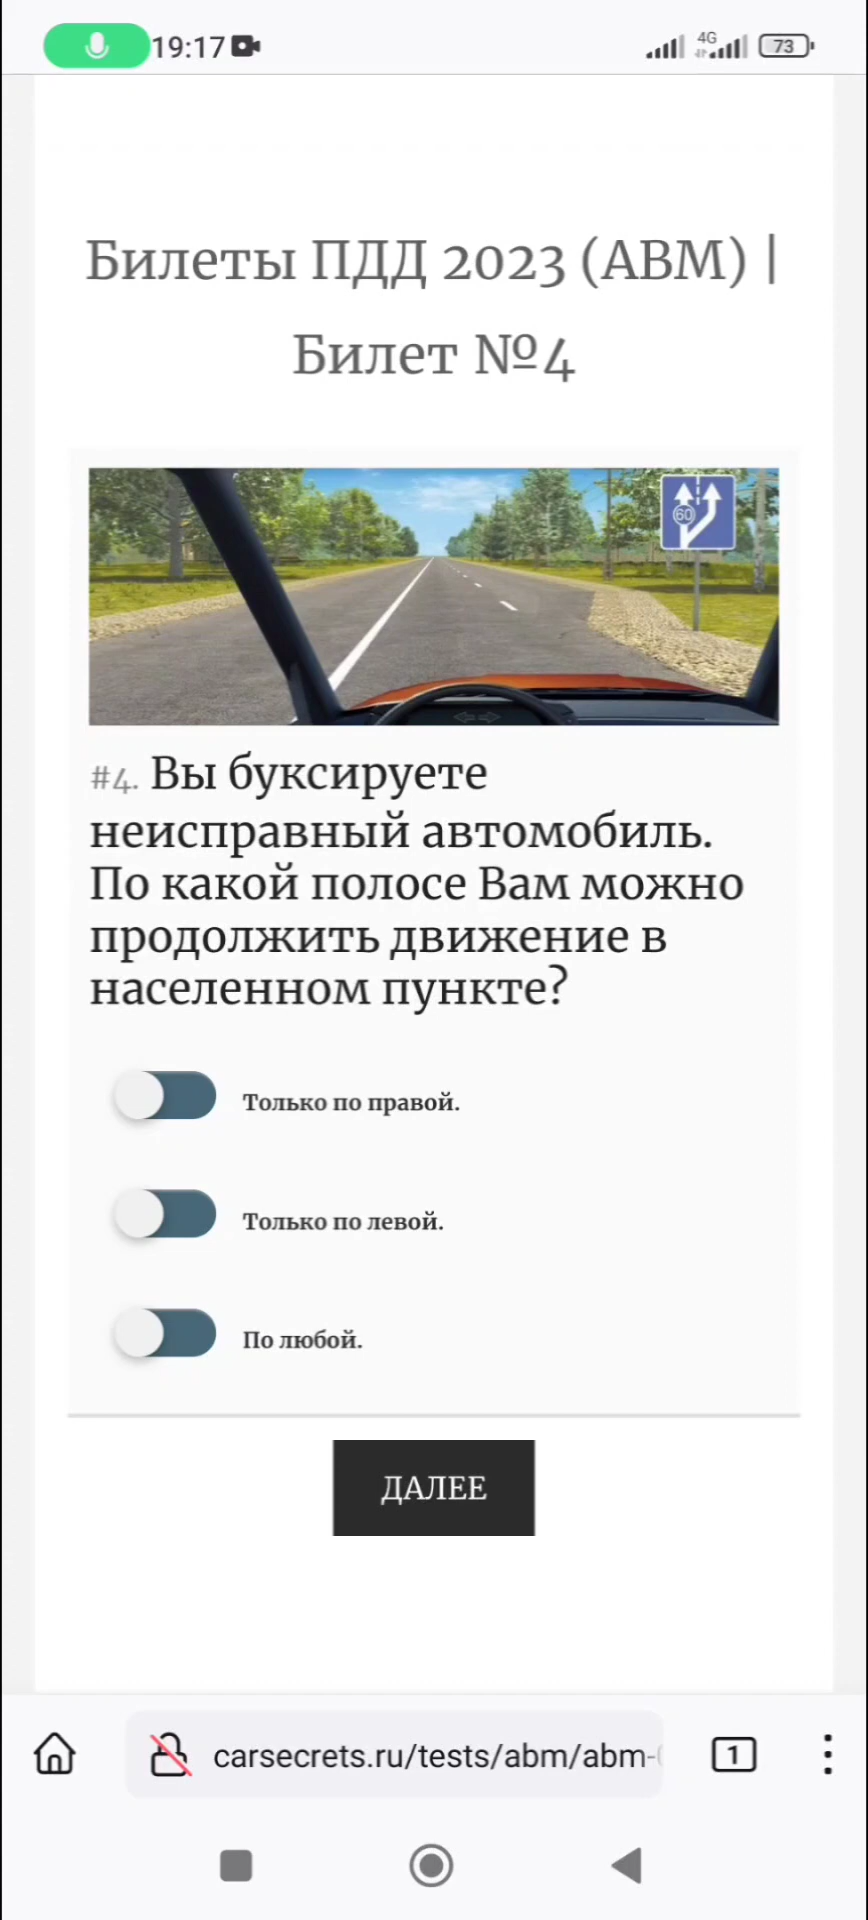 19:17
4G
73
Билеты ПДД 2023 (АВМ) |
Билет №4
60
#4. Вы буксируете
неисправный автомобиль.
По какой полосе Вам можно
продолжить движение в
населенном пункте?
Только по правой.
Только по левой.
По любой.
ДАЛЕЕ
carsecrets.ru/tests/abm/abm-
1